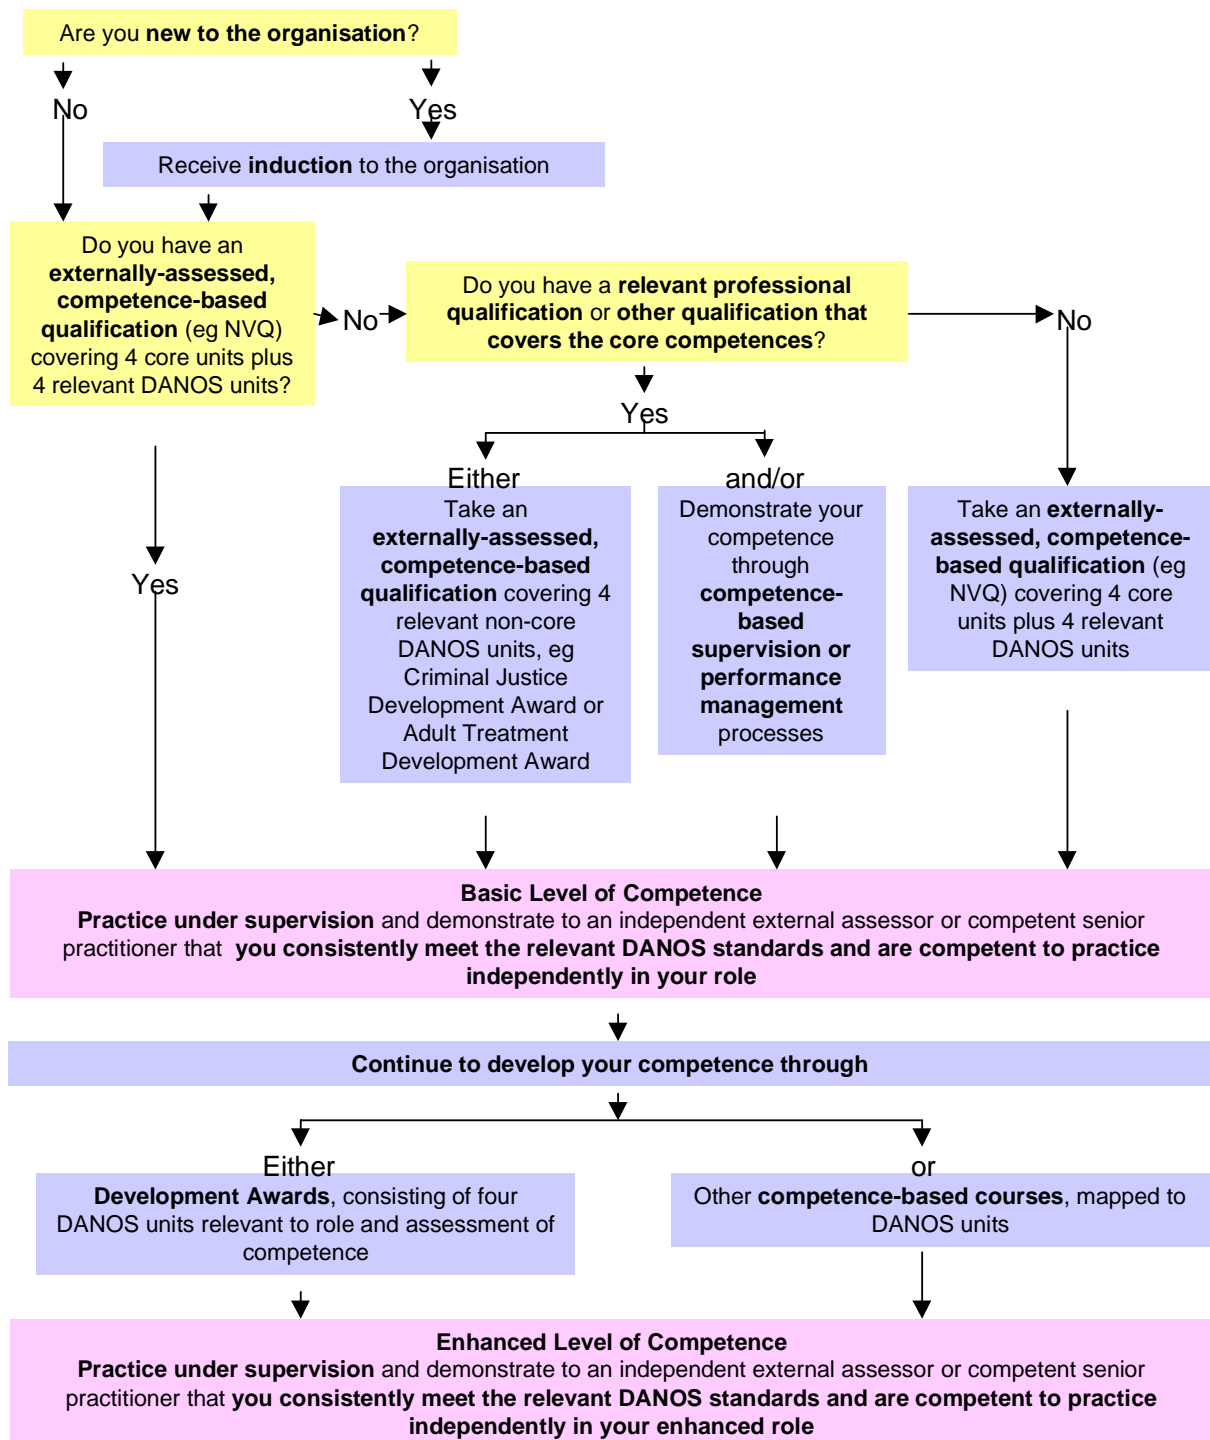 Are you new to the organisation?
No
Yes
Receive induction to the organisation
Do you have an
externally-assessed,
competence-based
qualification (eg NVQ)
covering 4 core units plus
4 relevant DANOS units?
No
Do you have a relevant professional
qualification or other qualification that
covers the core competences?
No
Yes
Yes
Either
Take an
externally-assessed,
competence-based
qualification covering 4
relevant non-core
DANOS units, eg
Criminal Justice
Development Award or
Adult Treatment
Development Award
and/or
Demonstrate your
competence
through
competence-
based
supervision or
performance
management
processes
Take an externally-
assessed, competence-
based qualification (eg
NVQ) covering 4 core
units plus 4 relevant
DANOS units
Basic Level of Competence
Practice under supervision and demonstrate to an independent external assessor or competent senior
practitioner that you consistently meet the relevant DANOS standards and are competent to practice
independently in your role
Continue to develop your competence through
Either
Development Awards, consisting of four
DANOS units relevant to role and assessment of
competence
or
Other competence-based courses, mapped to
DANOS units
Enhanced Level of Competence
Practice under supervision and demonstrate to an independent external assessor or competent senior
practitioner that you consistently meet the relevant DANOS standards and are competent to practice
independently in your enhanced role